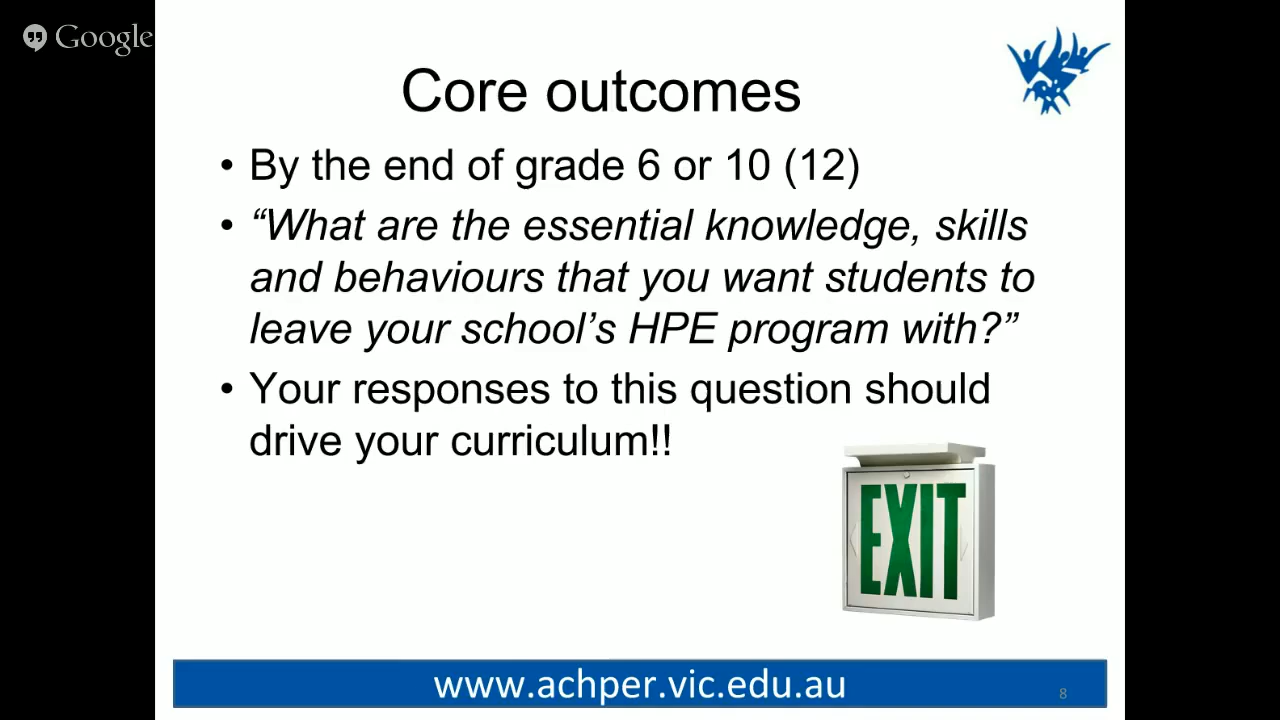 Google
Core outcomes
• By the end of grade 6 or 10 (12)
• “What are the essential knowledge, skills
and behaviours that you want students to
leave your school’s HPE program with?”
• Your responses to this question should
drive your curriculum!!
EXIT
www.achper.vic.edu.au
8